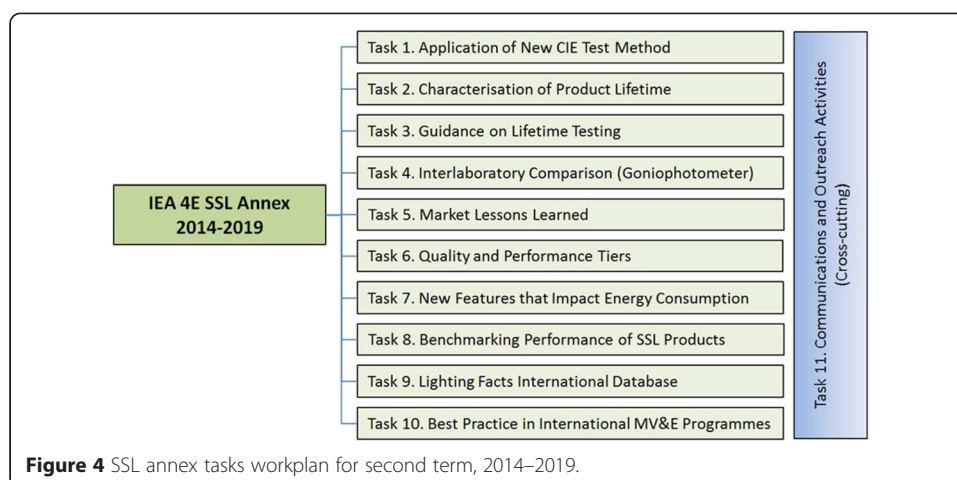 Task 1. Application of New CIE Test Method
Task 2. Characterisation of Product Lifetime
Task 3. Guidance on Lifetime Testing
Task 4. Interlaboratory Comparison (Goniophotometer)
IEA 4E SSL Annex
2014-2019
Task 5. Market Lessons Learned
Task 6. Quality and Performance Tiers
Task 7. New Features that Impact Energy Consumption
Task 8. Benchmarking Performance of SSL Products
Task 9. Lighting Facts International Database
Task 10. Best Practice in International MV&E Programmes
Task 11. Communications and Outreach Activities
(Cross-cutting)
Figure 4 SSL annex tasks workplan for second term, 2014–2019.